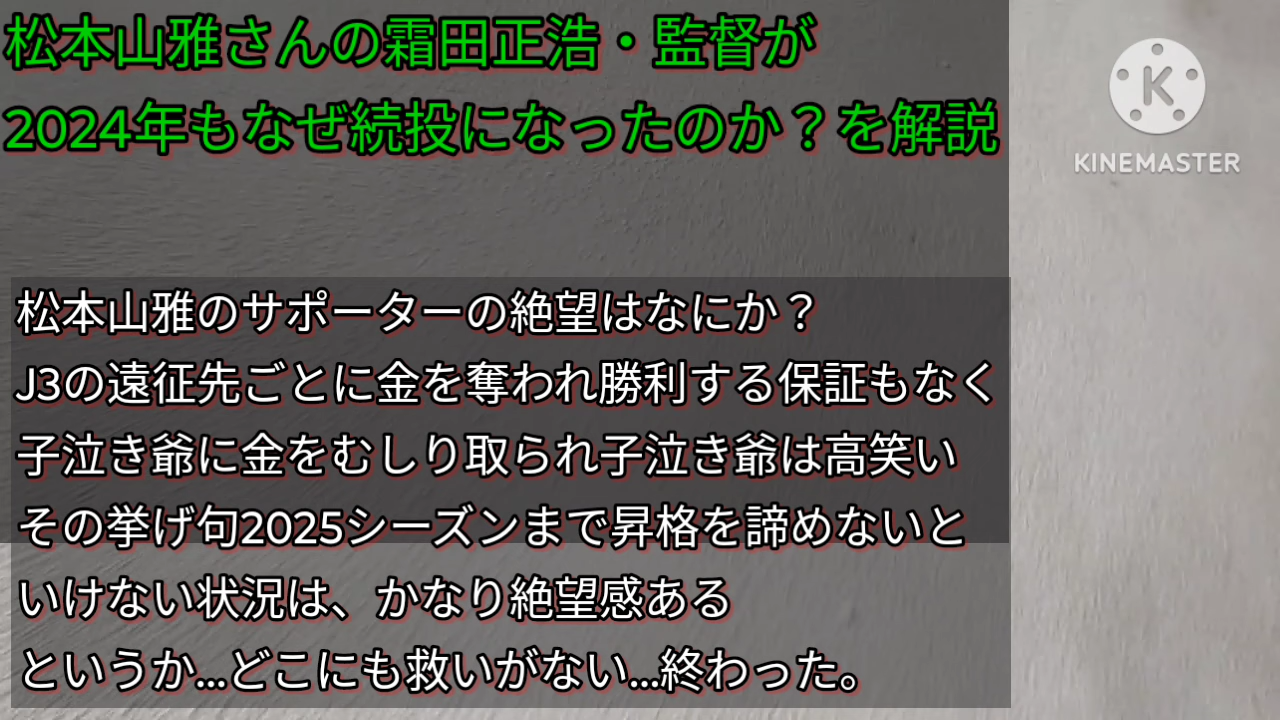 松本山雅さんの霜田正浩・監督が
2024年もなぜ続投になったのか？を解説
KINEMASTER
松本山雅のサポーターの絶望はなにか？
J3の遠征先ごとに金を奪われ勝利する保証もなく
子泣き爺に金をむしり取られ子泣き爺は高笑い
その挙げ句2025シーズンまで昇格を諦めないと
いけない状況は、かなり絶望感ある
というか...どこにも救いがない...終わった。